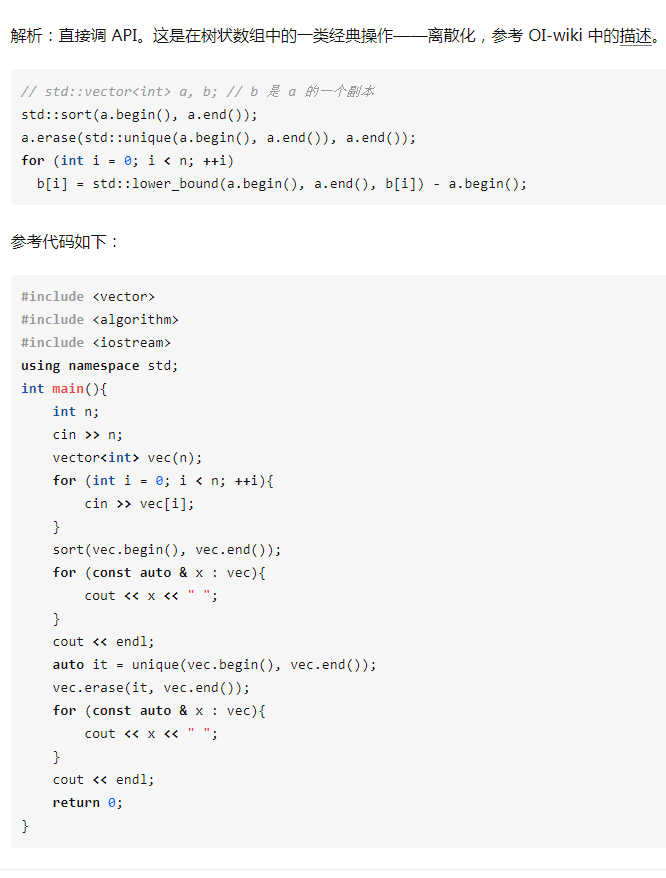 解析：直接调 API。这是在树状数组中的一类经典操作——离散化，参考 OI-wiki 中的描述。
// std::vector<int> a, b; // b 是 a 的一个副本
std::sort(a.begin(), a.end());
a.erase(std::unique(a.begin(), a.end()), a.end());
for (int i = 0; i < n; ++i)
  b[i] = std::lower_bound(a.begin(), a.end(), b[i]) - a.begin();
参考代码如下：
#include <vector>
#include <algorithm>
#include <iostream>
using namespace std;
int main(){
    int n;
    cin >> n;
    vector<int> vec(n);
    for (int i = 0; i < n; ++i){
        cin >> vec[i];
    }
    sort(vec.begin(), vec.end());
    for (const auto & x : vec){
        cout << x << " ";
    }
    cout << endl;
    auto it = unique(vec.begin(), vec.end());
    vec.erase(it, vec.end());
    for (const auto & x : vec){
        cout << x << " ";
    }
    cout << endl;
    return 0;
}